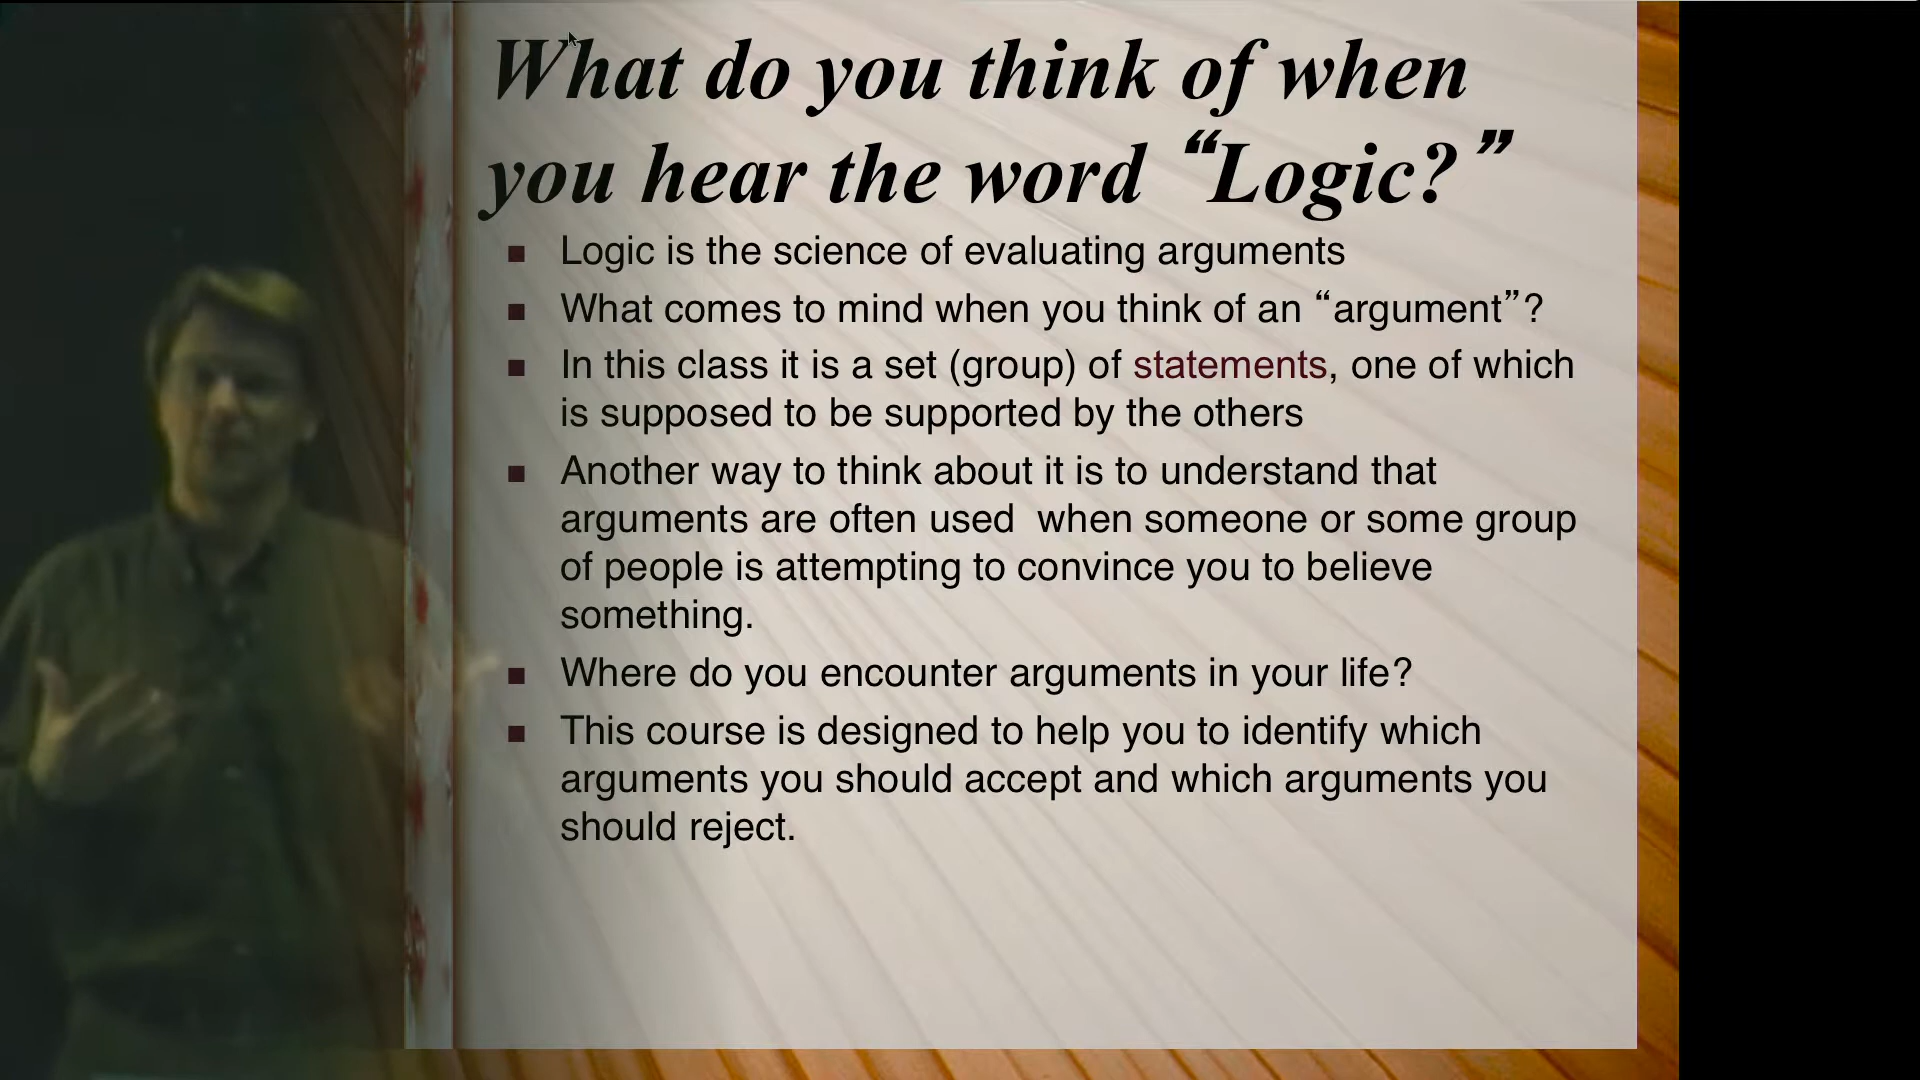 What do you think of when
you hear the word “Logic?”
Logic is the science of evaluating arguments
What comes to mind when you think of an “argument”?
In this class it is a set (group) of statements, one of which
is supposed to be supported by the others
Another way to think about it is to understand that
arguments are often used  when someone or some group
of people is attempting to convince you to believe
something.
Where do you encounter arguments in your life?
This course is designed to help you to identify which
arguments you should accept and which arguments you
should reject.